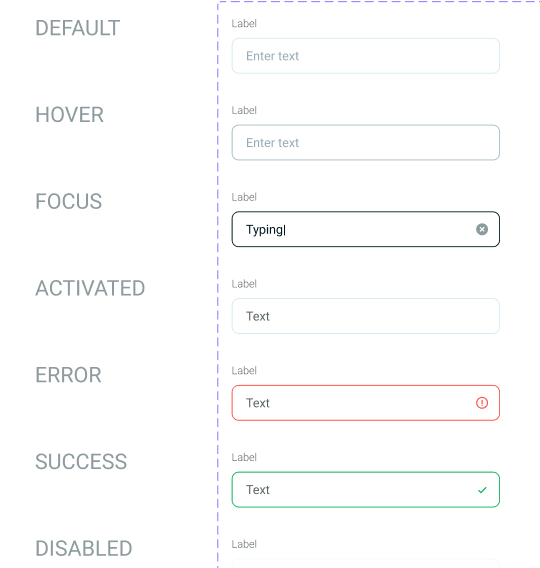 DEFAULT
Label
Enter text
HOVER
Label
Enter text
FOCUS
Label
Typing
ACTIVATED
Label
Text
ERROR
Label
Text
SUCCESS
Label
Text
DISABLED
Label